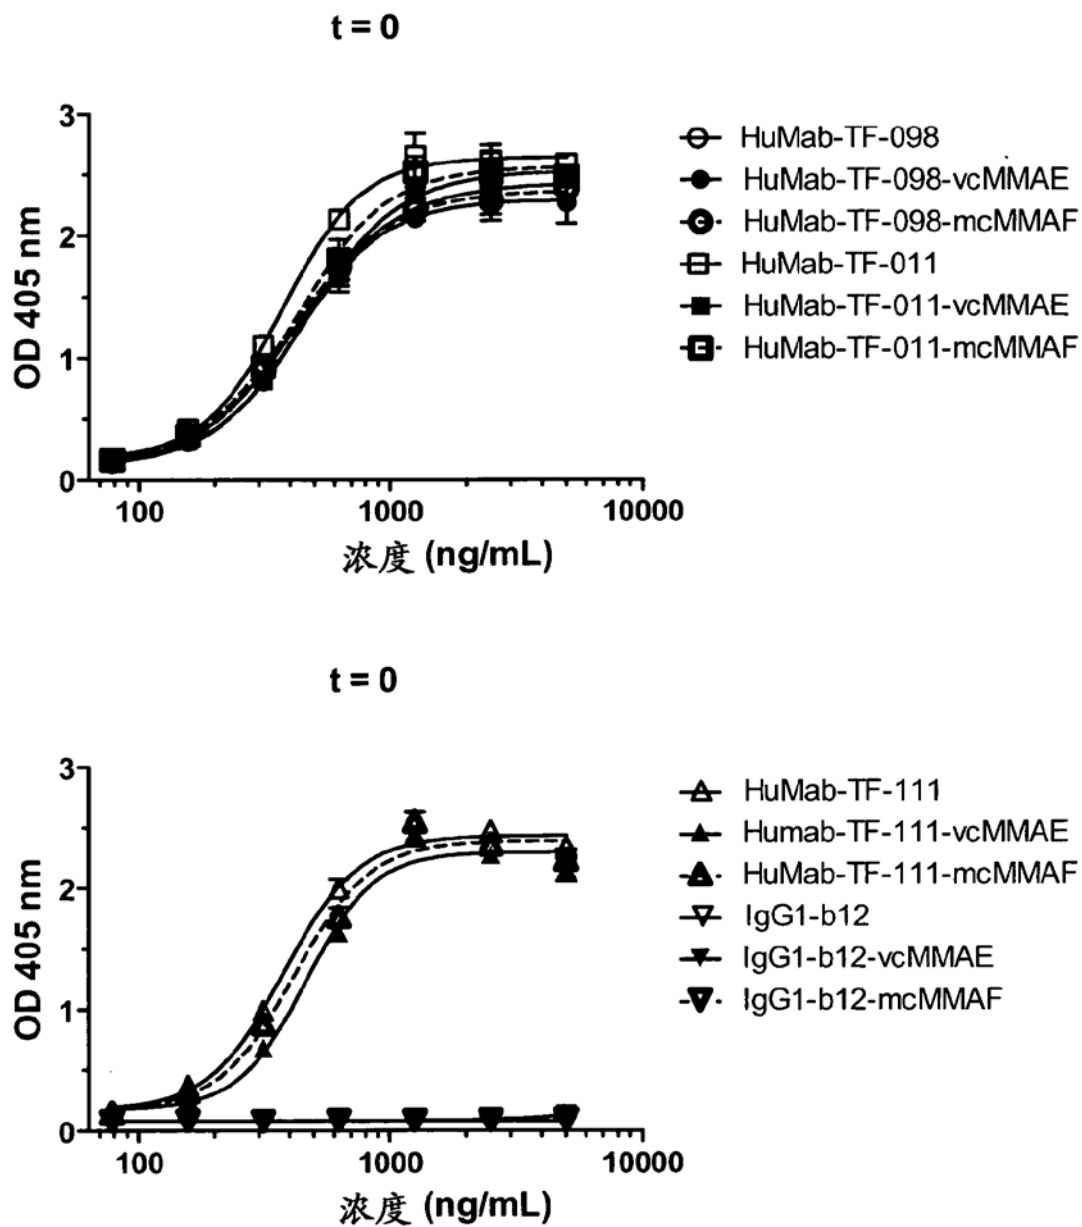 t = 0
3
2
1
0
OD 405 nm
100
1000
10000
浓度 (ng/mL)
HuMab-TF-098
HuMab-TF-098-vcMMAE
HuMab-TF-098-mcMMAF
HuMab-TF-011
HuMab-TF-011-vcMMAE
HuMab-TF-011-mcMMAF
t = 0
3
2
1
0
OD 405 nm
100
1000
10000
浓度 (ng/mL)
HuMab-TF-111
Humab-TF-111-vcMMAE
HuMab-TF-111-mcMMAF
IgG1-b12
IgG1-b12-vcMMAE
IgG1-b12-mcMMAF